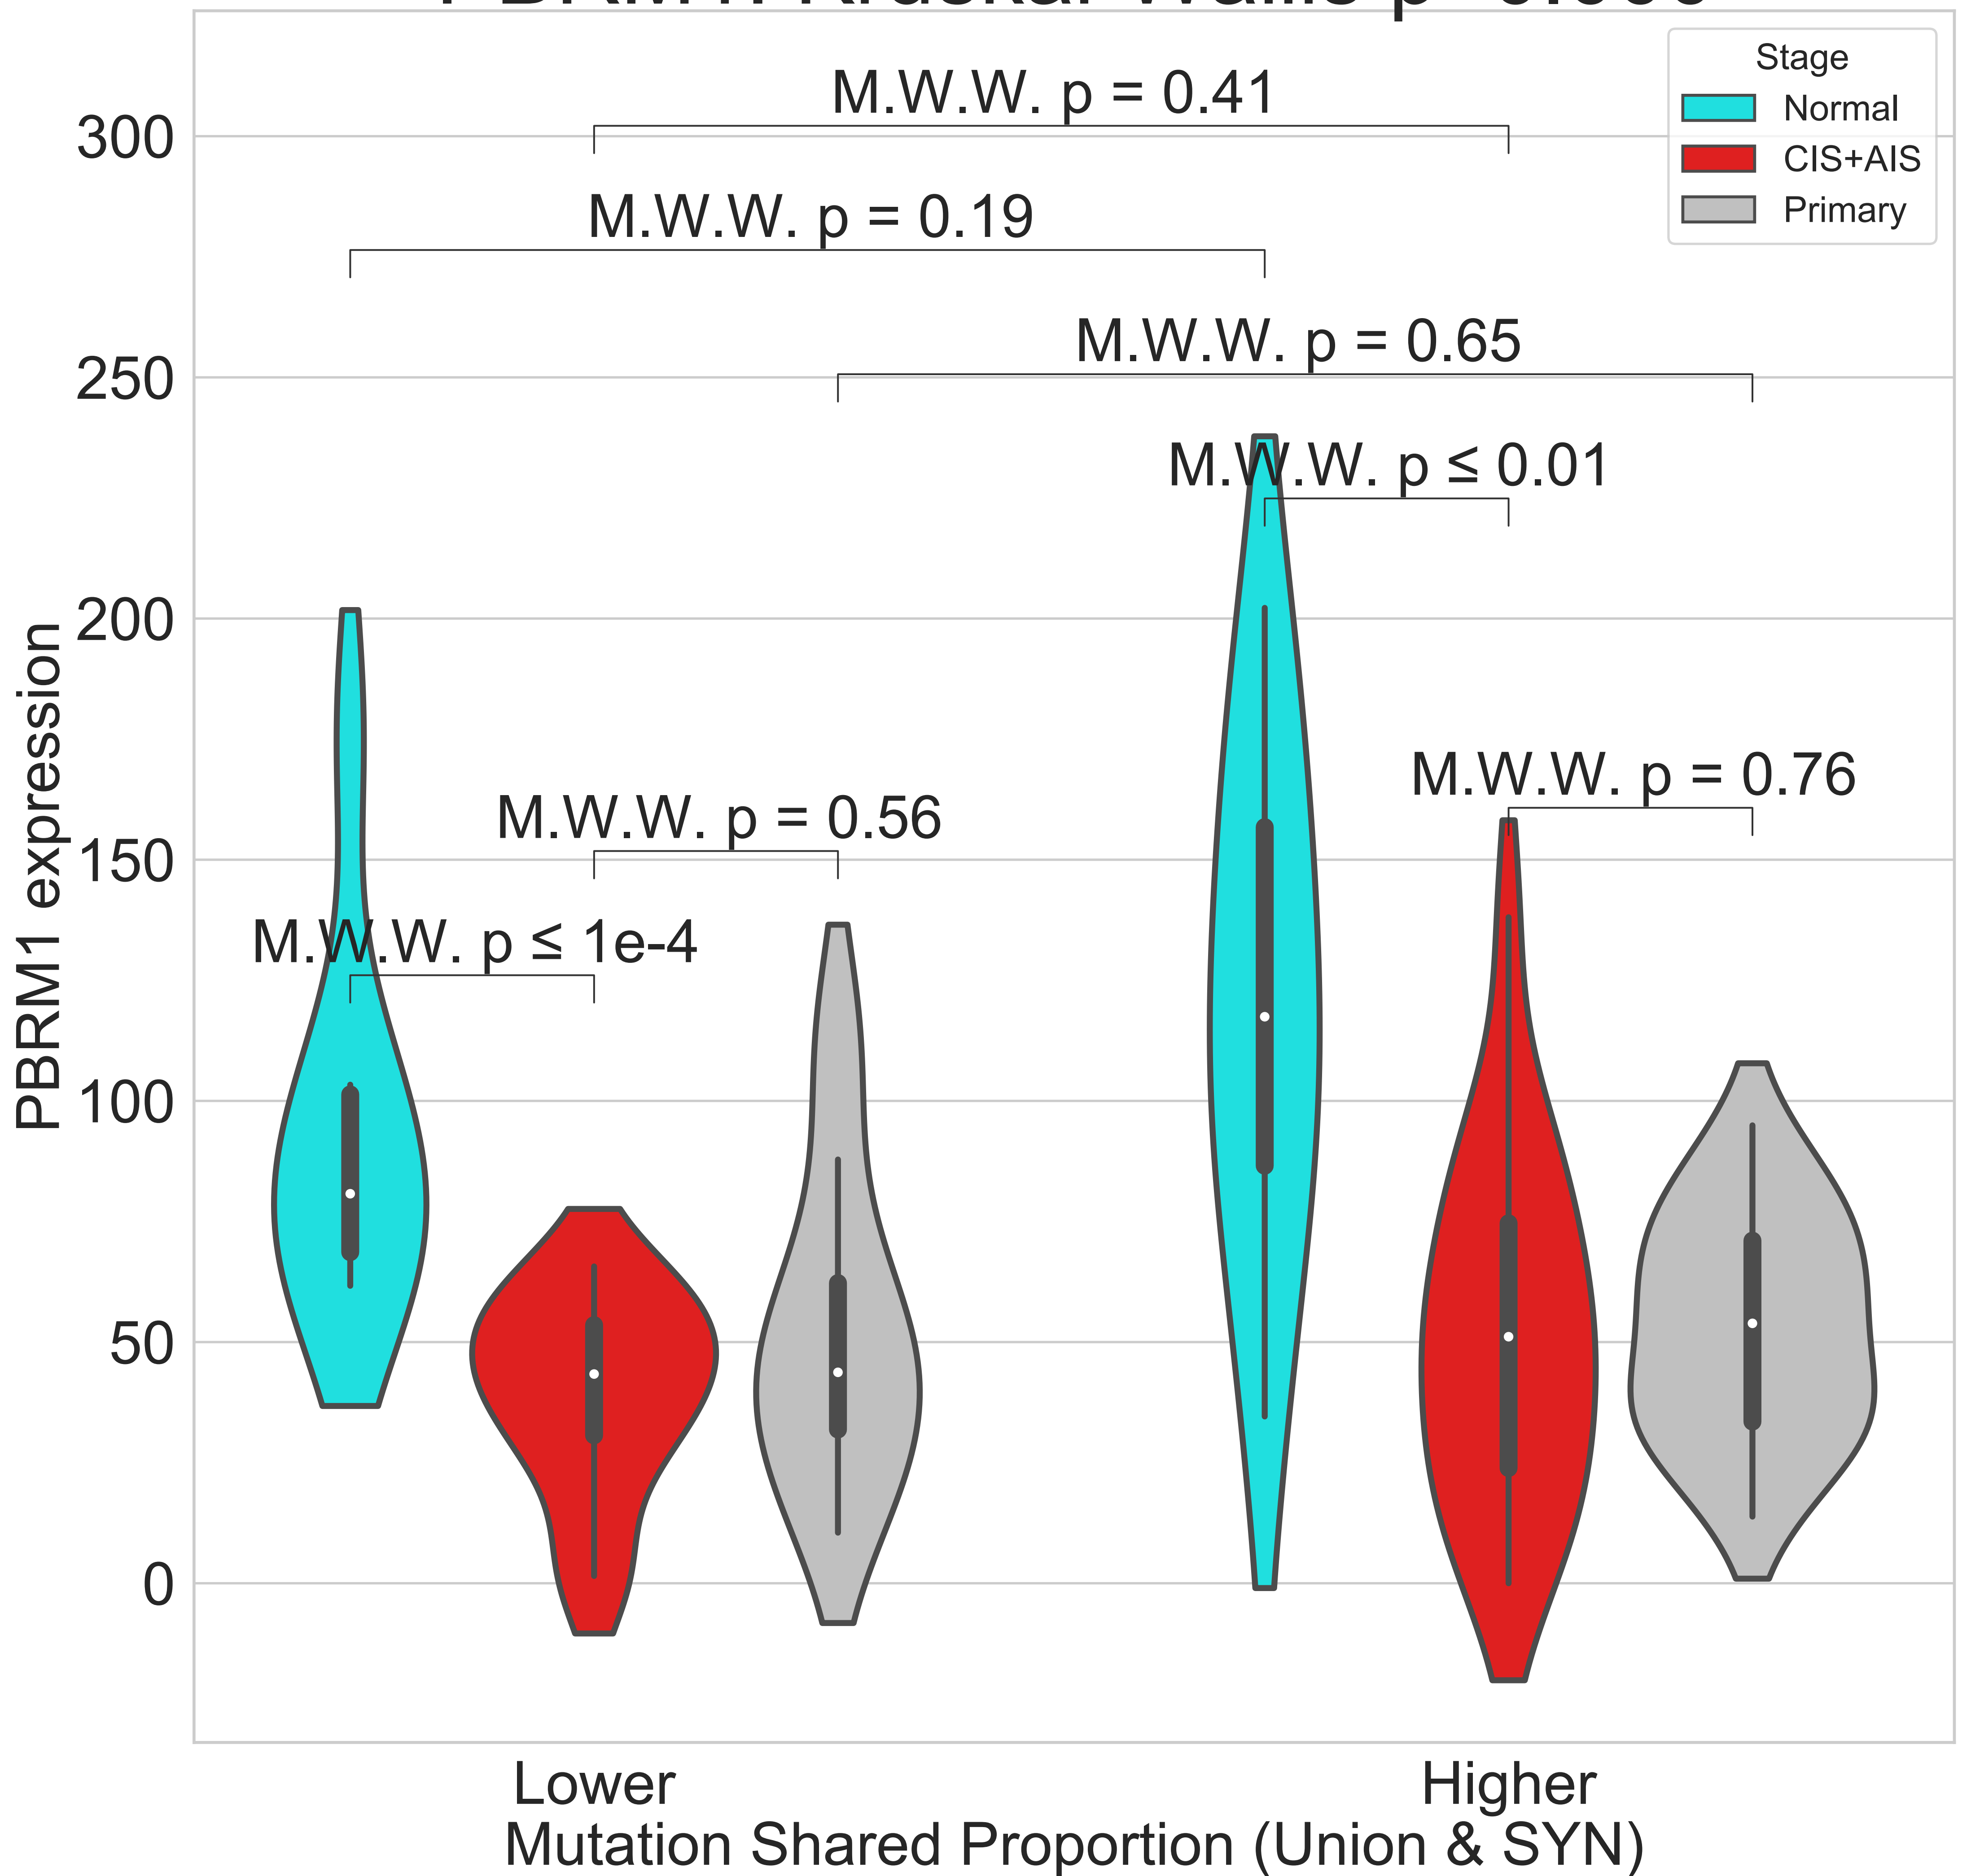 M.W.W. p = 0.41
M.W.W. p = 0.19
M.W.W. p = 0.65
M.W.W. p ≤ 0.01
M.W.W. p = 0.76
M.W.W. p = 0.56
M.W.W. p ≤ 1e-4
Stage
Normal
CIS+AIS
Primary
PBRM1 expression
300
250
200
150
100
50
0
Lower
Higher
Mutation Shared Proportion (Union & SYN)